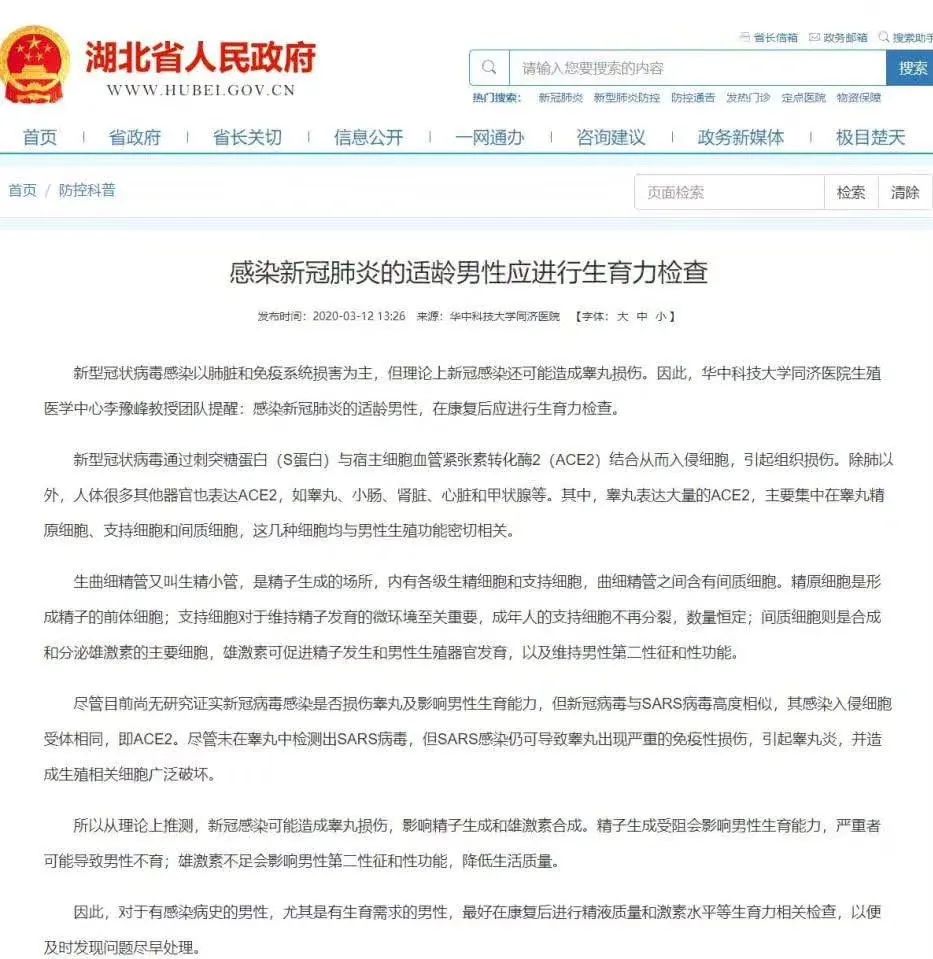 省长信箱 政务邮箱 搜索助手
湖北省人民政府
WWW.HUBEI.GOV.CN
请输入您要搜索的内容 搜索
热门搜索： 新冠肺炎 新型肺炎防控 防控通告 发热门诊 定点医院 物资保障
首页 省政府 省长关切 信息公开 一网通办 咨询建议 政务新媒体 极目楚天
首页 / 防控科普 页面检索 检索 清除
感染新冠肺炎的适龄男性应进行生育力检查
发布时间：2020-03-12 13:26 来源：华中科技大学同济医院 【字体： 大 中 小 】
新型冠状病毒感染以肺脏和免疫系统损害为主，但理论上新冠感染还可能造成睾丸损伤。因此，华中科技大学同济医院生殖
医学中心李豫峰教授团队提醒：感染新冠肺炎的适龄男性，在康复后应进行生育力检查。
新型冠状病毒通过刺突糖蛋白（S蛋白）与宿主细胞血管紧张素转化酶2（ACE2）结合从而入侵细胞，引起组织损伤。除肺以
外，人体很多其他器官也表达ACE2，如睾丸、小肠、肾脏、心脏和甲状腺等。其中，睾丸表达大量的ACE2，主要集中在睾丸精
原细胞、支持细胞和间质细胞，这几种细胞均与男性生殖功能密切相关。
生曲细精管又叫生精小管，是精子生成的场所，内有各级生精细胞和支持细胞，曲细精管之间含有间质细胞。精原细胞是形
成精子的前体细胞；支持细胞对于维持精子发育的微环境至关重要，成年人的支持细胞不再分裂，数量恒定；间质细胞则是合成
和分泌雄激素的主要细胞，雄激素可促进精子发生和男性生殖器官发育，以及维持男性第二性征和性功能。
尽管目前尚无研究证实新冠病毒感染是否损伤睾丸及影响男性生育能力，但新冠病毒与SARS病毒高度相似，其感染入侵细胞
受体相同，即ACE2。尽管未在睾丸中检测出SARS病毒，但SARS感染仍可导致睾丸出现严重的免疫性损伤，引起睾丸炎，并造
成生殖相关细胞广泛破坏。
所以从理论上推测，新冠感染可能造成睾丸损伤，影响精子生成和雄激素合成。精子生成受阻会影响男性生育能力，严重者
可能导致男性不育；雄激素不足会影响男性第二性征和性功能，降低生活质量。
因此，对于有感染病史的男性，尤其是有生育需求的男性，最好在康复后进行精液质量和激素水平等生育力相关检查，以便
及时发现问题尽早处理。